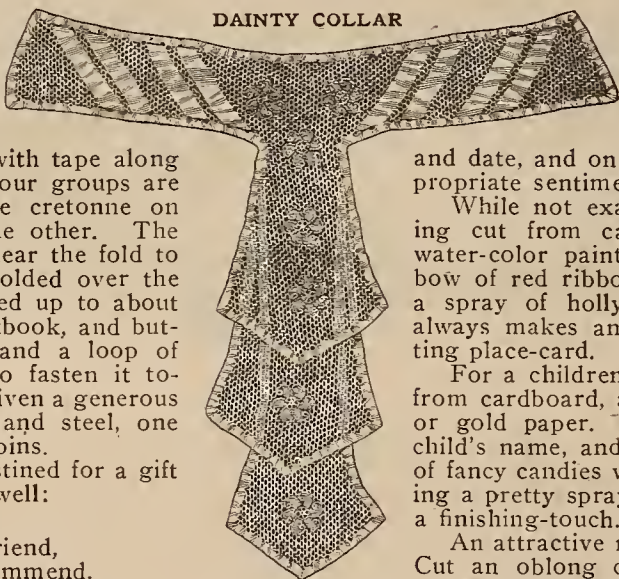 DAINTY COLLAR
with tape along
our groups are
e cretonne on
e other. The
ear the fold to
olded over the
ed up to about
book, and but-
and a loop of
o fasten it to-
iven a generous
and steel, one
oins.
stined for a gift
well:
riend,
mmend.
and date, and on
propriate sentime
While not exa
ing cut from ca
water-color paint
bow of red ribbo
a spray of holly
always makes an
ting place-card.
For a children
from cardboard, a
or gold paper.
child's name, and
of fancy candies w
ing a pretty spray
a finishing-touch.
An attractive n
Cut an oblong c